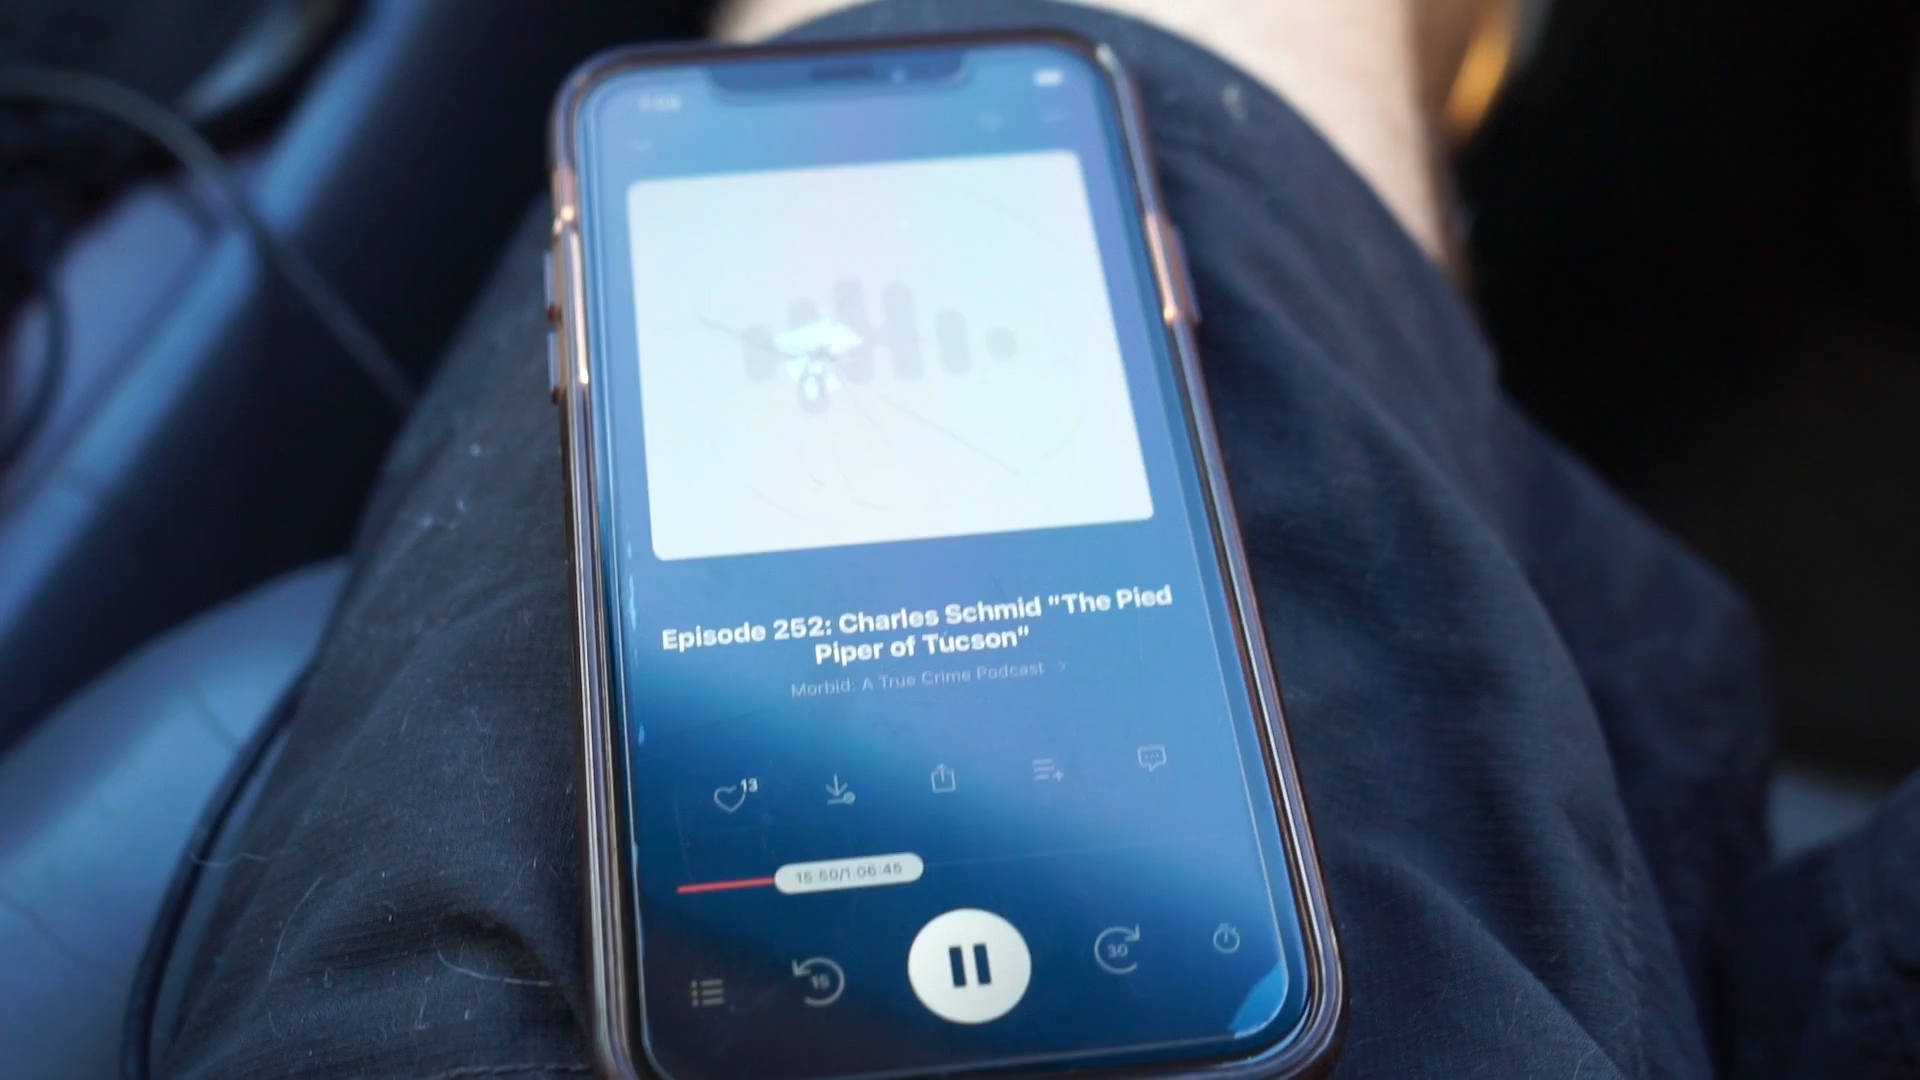 Episode 252: Charles Schmid "The Pied
Piper of Tucson"
Morbid: A True Crime Podcast
13
15:50/1:06:45
15
30